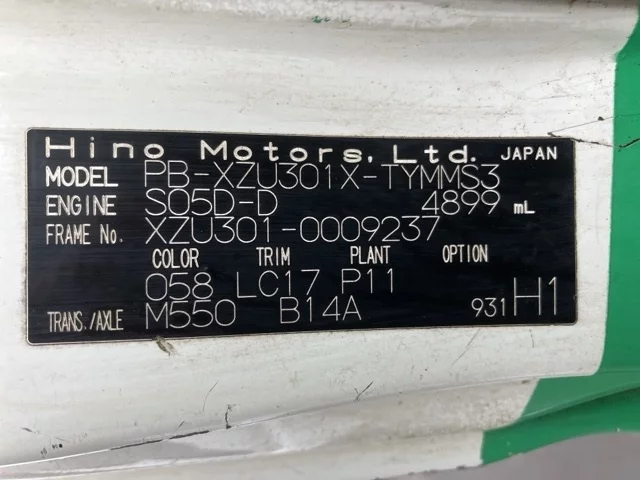 Hino Motors, Ltd. JAPAN
MODEL PB-XZU301X-TYMMS3
ENGINE S05D-D 4899 mL
FRAME No. XZU301-0009237
COLOR TRIM PLANT OPTION
058 LC17 P11
TRANS./AXLE M550 B14A 931 H1